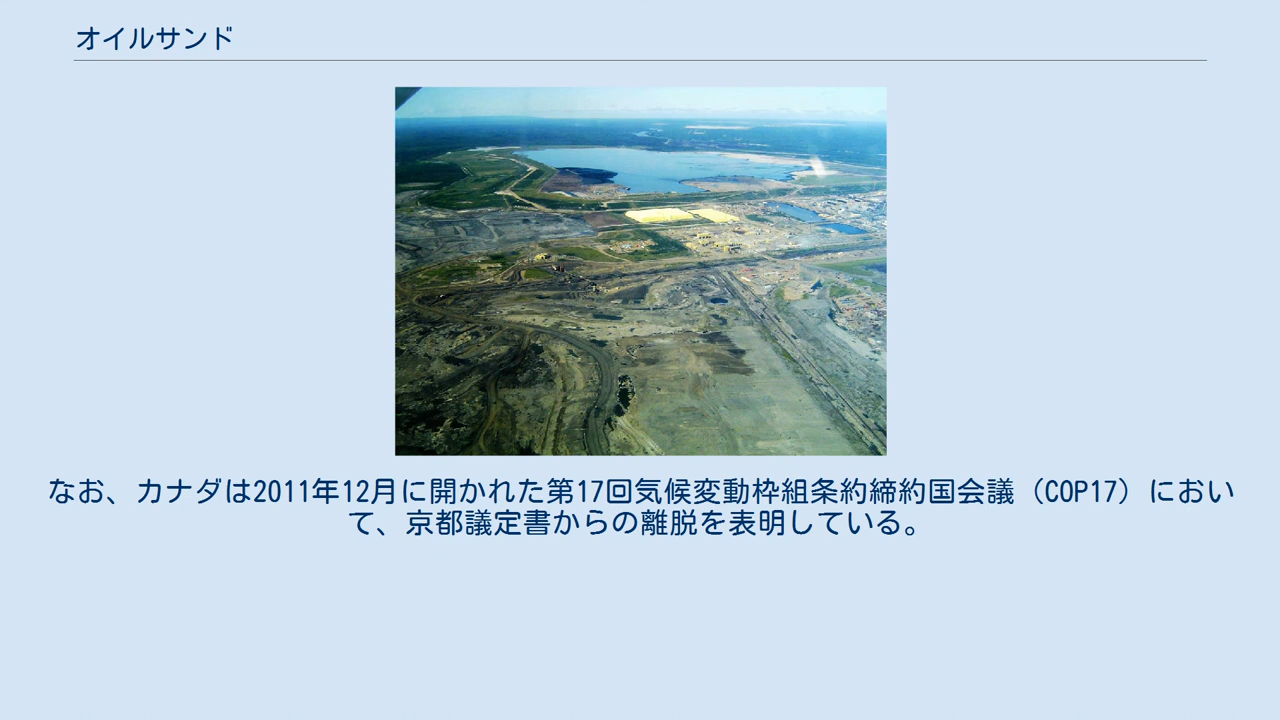 オイルサンド
なお、カナダは2011年12月に開かれた第17回気候変動枠組条約締約国会議（COP17）におい
て、京都議定書からの離脱を表明している。